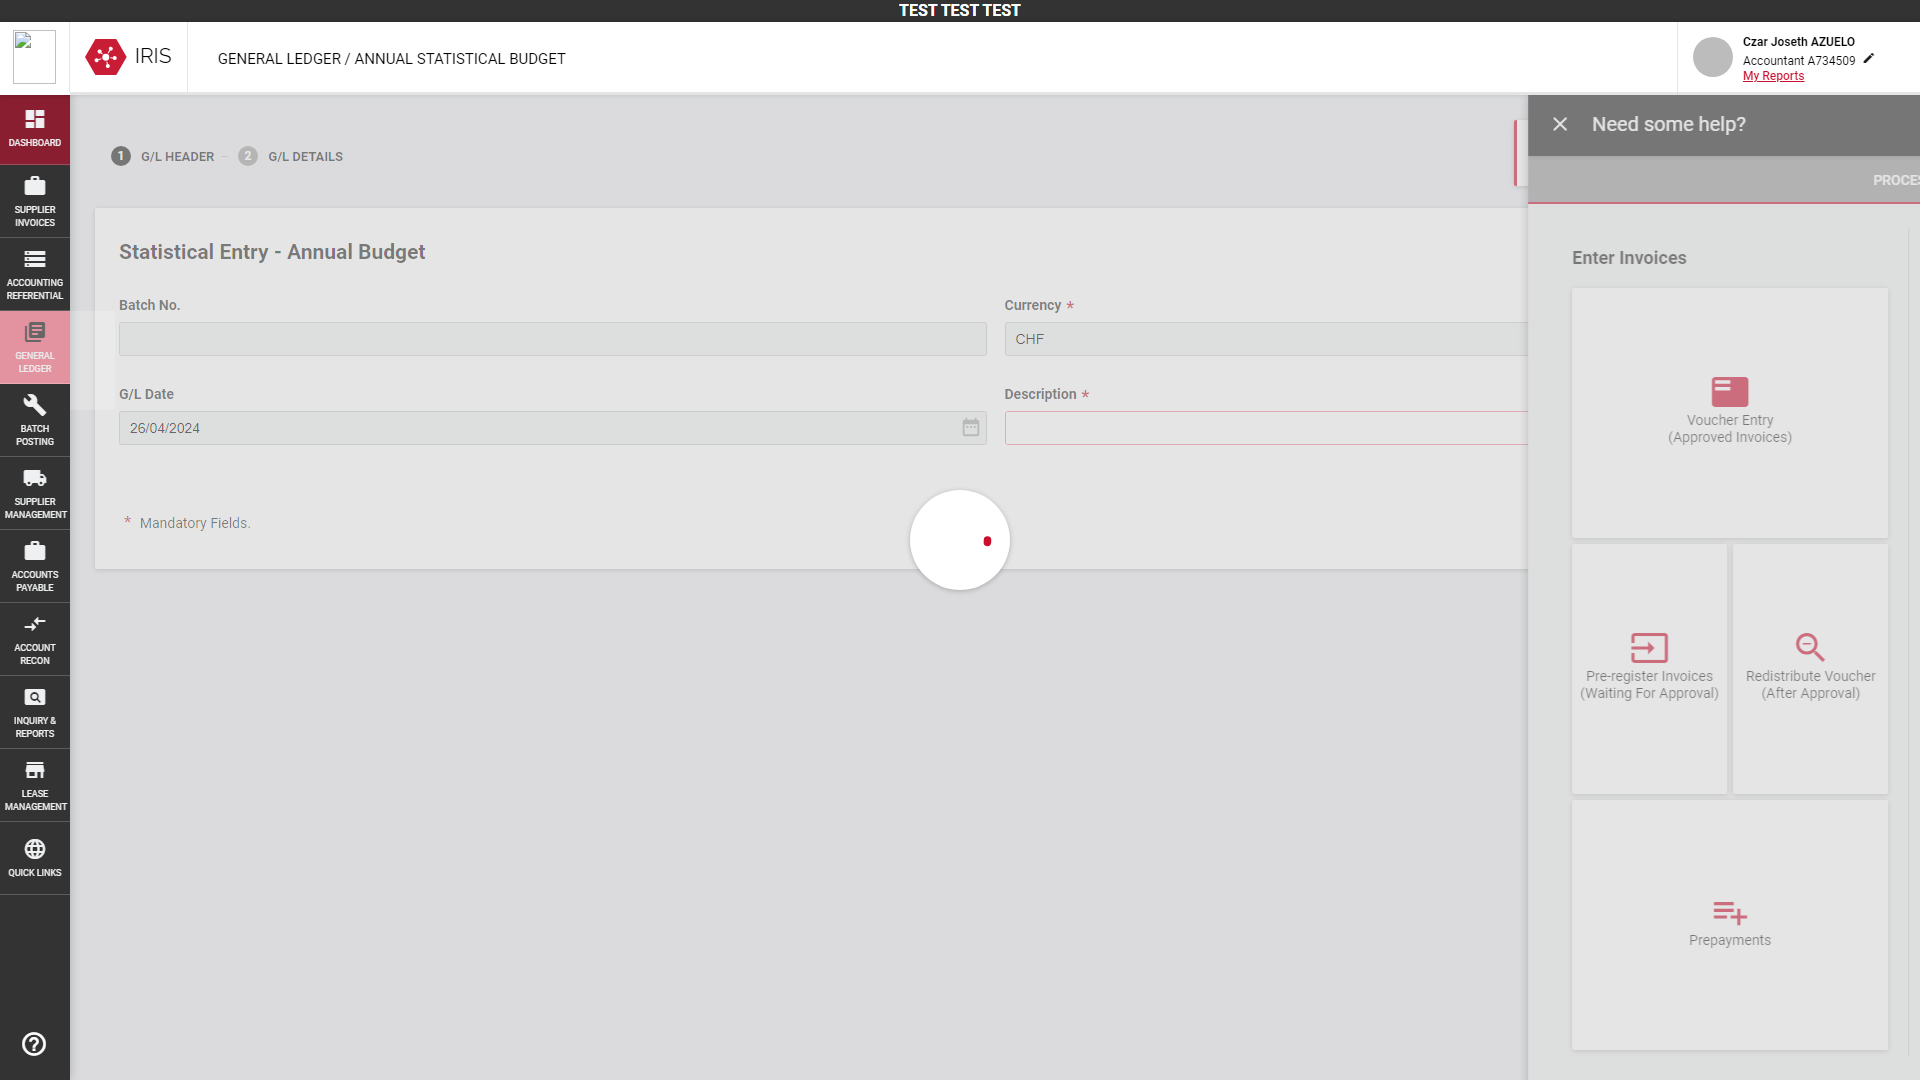 TEST TEST TEST
IRIS
GENERAL LEDGER / ANNUAL STATISTICAL BUDGET
Czar Joseth AZUELO
Accountant A734509
My Reports
DASHBOARD
SUPPLIER
INVOICES
ACCOUNTING
REFERENTIAL
GENERAL
LEDGER
BATCH
POSTING
SUPPLIER
MANAGEMENT
ACCOUNTS
PAYABLE
ACCOUNT
RECON
INQUIRY &
REPORTS
LEASE
MANAGEMENT
QUICK LINKS
1 G/L HEADER
2 G/L DETAILS
Statistical Entry - Annual Budget
Batch No.
Currency *
CHF
G/L Date
26/04/2024
Description *
* Mandatory Fields.
Need some help?
PROCES
Enter Invoices
Voucher Entry
(Approved Invoices)
Pre-register Invoices
(Waiting For Approval)
Redistribute Voucher
(After Approval)
Prepayments